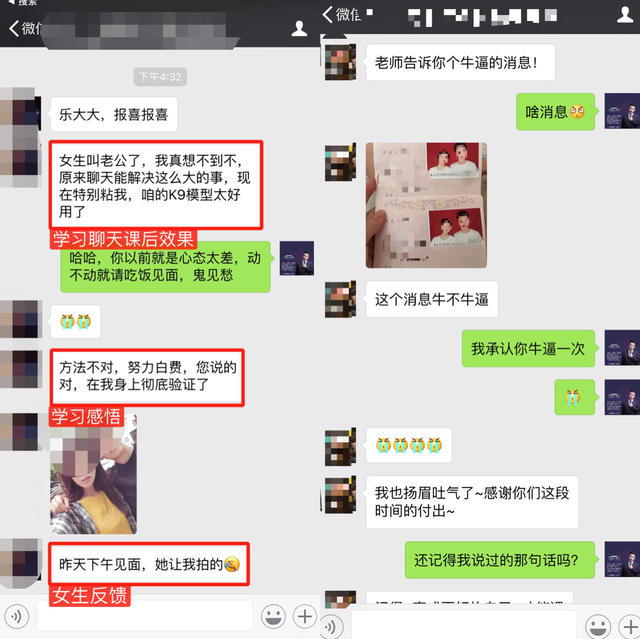 搜索
微信
下午4:32
乐大大，报喜报喜
女生叫老公了，我真想不到不，
原来聊天能解决这么大的事，现
在特别粘我，咱的K9模型太好
用了
学习聊天课后效果
哈哈，你以前就是心态太差，动
不动就请吃饭见面，鬼见愁
方法不对，努力白费，您说的
对，在我身上彻底验证了
学习感悟
昨天下午见面，她让我拍的
女生反馈
微信
老师告诉你个牛逼的消息！
啥消息
这个消息牛不牛逼
我承认你牛逼一次
我也扬眉吐气了~感谢你们这段
时间的付出~
还记得我说过的那句话吗？